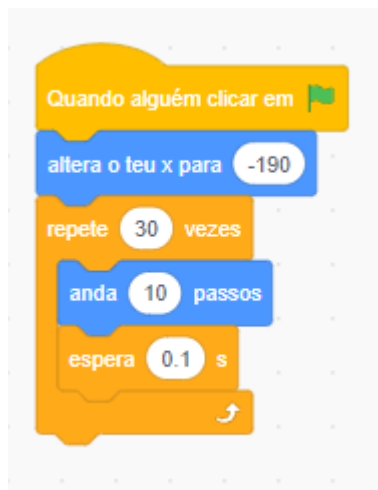 Quando alguém clicar em
altera o teu x para -190
repete 30 vezes
anda 10 passos
espera 0.1 s